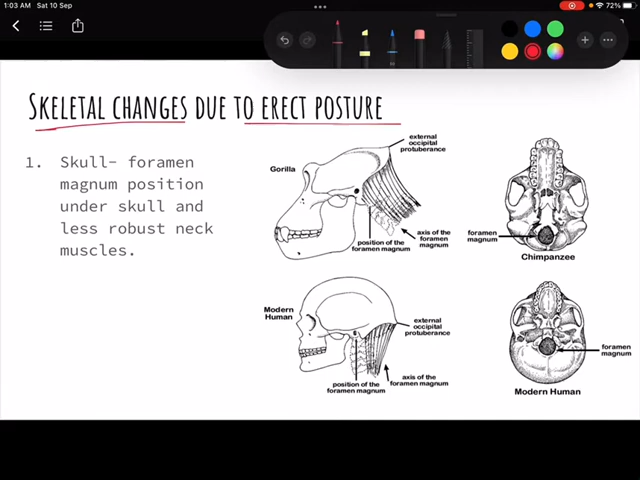 1:03 AM Sat 10 Sep
72%
SKELETAL CHANGES DUE TO ERECT POSTURE
1. Skull- foramen
magnum position
under skull and
less robust neck
muscles.
Gorilla
external
occipital
protuberance
position of the
foramen magnum
axis of the
foramen magnum
foramen
magnum
Chimpanzee
Modern
Human
external
occipital
protuberance
position of the
foramen magnum
axis of the
foramen magnum
foramen
magnum
Modern Human